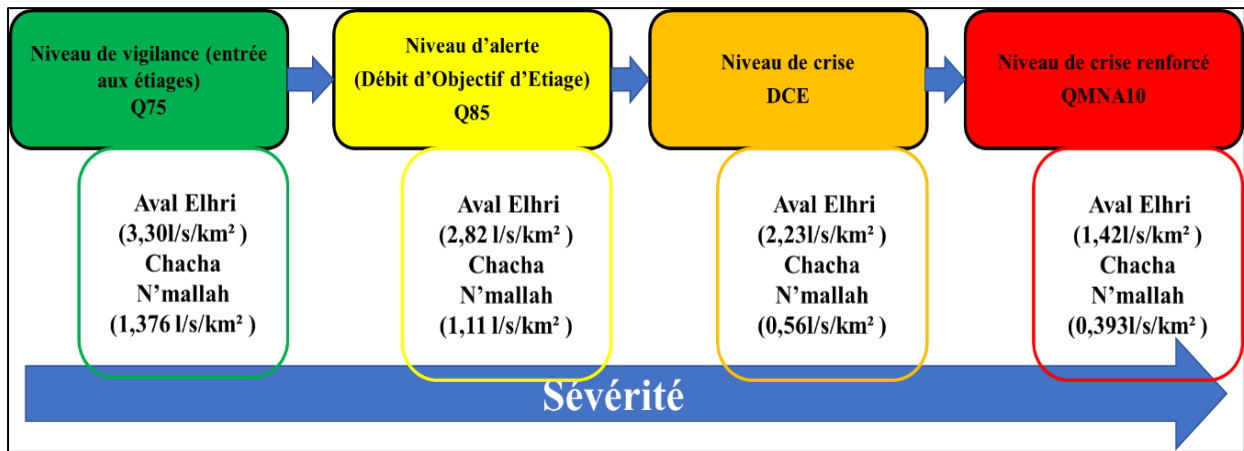 Niveau de vigilance (entrée
aux étiages)
Q75
Niveau d'alerte
(Débit d'Objectif d'Etiage)
Q85
Niveau de crise
DCE
Niveau de crise renforcé
QMNA10
Aval Elhri
(3,30l/s/km² )
Chacha
N'mallah
(1,376 l/s/km² )
Aval Elhri
(2,82 l/s/km² )
Chacha
N'mallah
(1,11 l/s/km² )
Aval Elhri
(2,23l/s/km² )
Chacha
N'mallah
(0,56l/s/km² )
Aval Elhri
(1,42l/s/km² )
Chacha
N'mallah
(0,393l/s/km² )
Sévérité